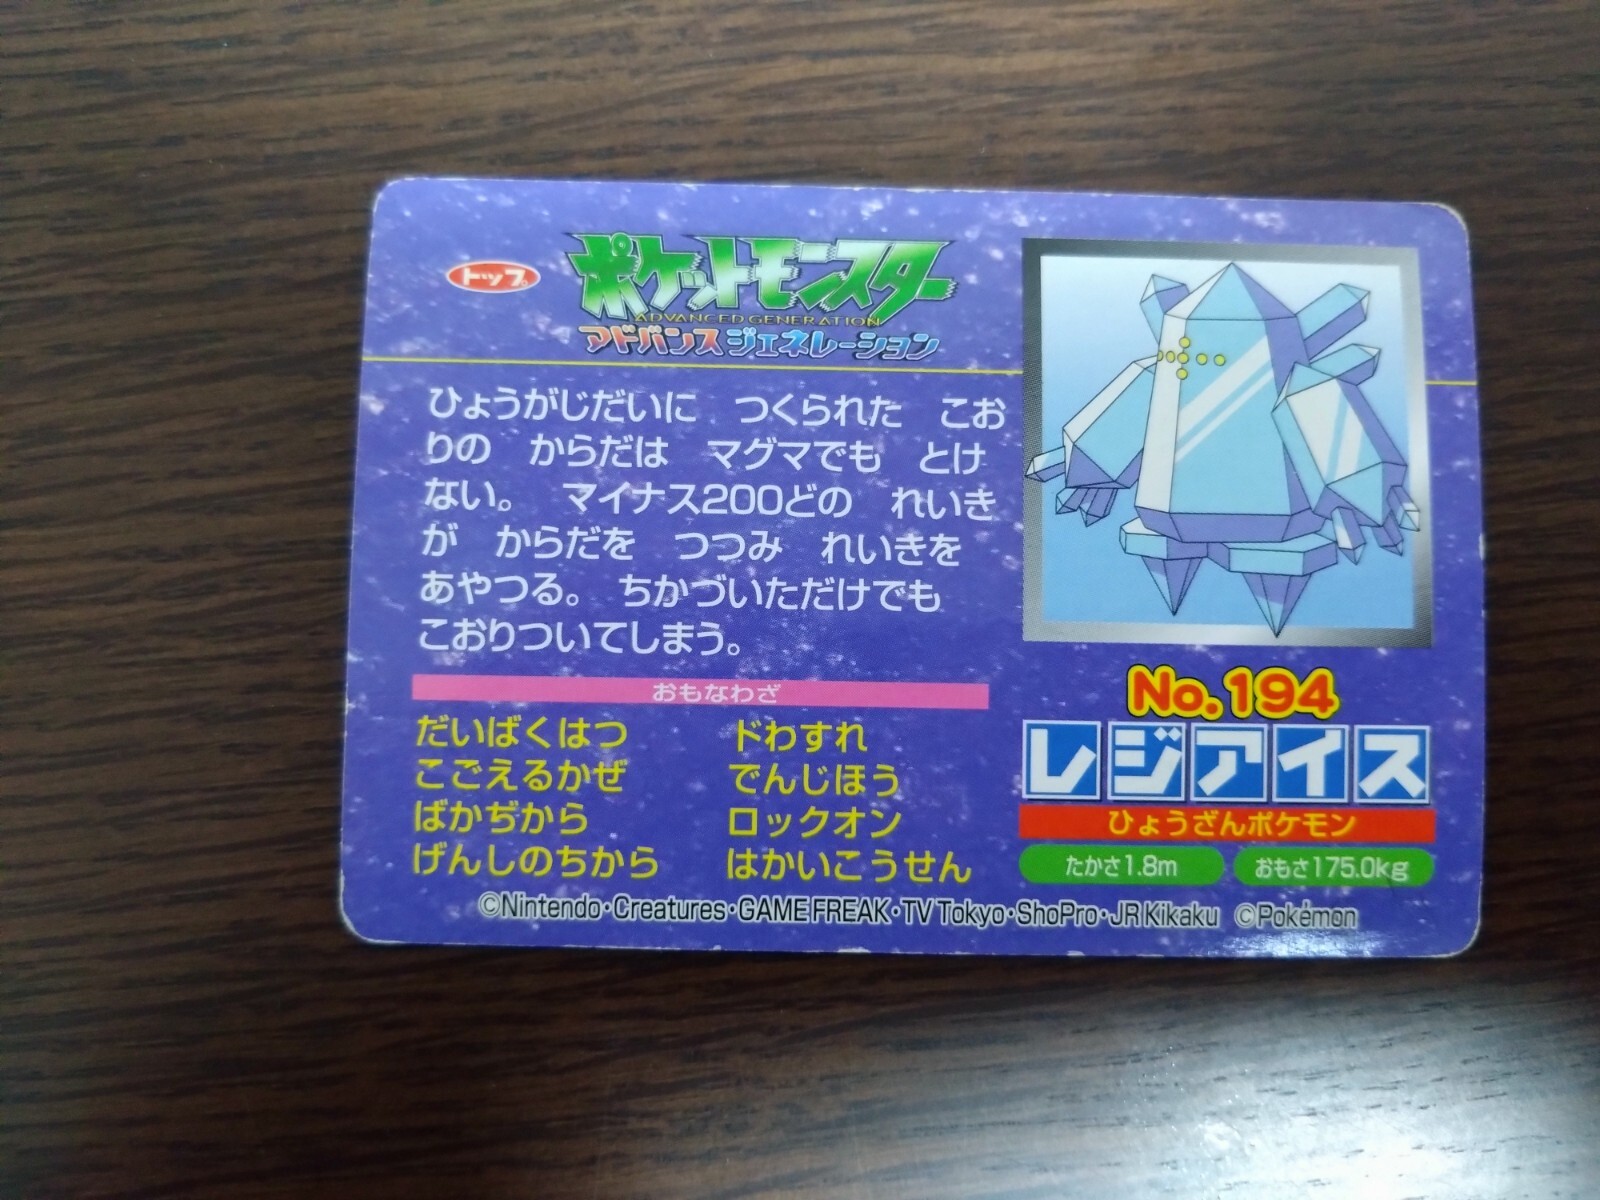 トップ
ポケットモンスター
ADVANCED GENERATION
アドバンスジェネレーション
ひょうがじだいに　つくられた　こお
りの　からだは　マグマでも　とけ
ない。　マイナス200どの　れいき
が　からだを　つつみ　れいきを
あやつる。　ちかづいただけでも
こおりついてしまう。
おもなわざ
だいばくはつ　ドわすれ
こごえるかぜ　でんじほう
ばかぢから　ロックオン
げんしのちから　はかいこうせん
No.194
レジアイス
ひょうざんポケモン
たかさ1.8m　おもさ175.0kg
©Nintendo・Creatures・GAME FREAK・TV Tokyo・ShoPro・JR Kikaku ©Pokémon